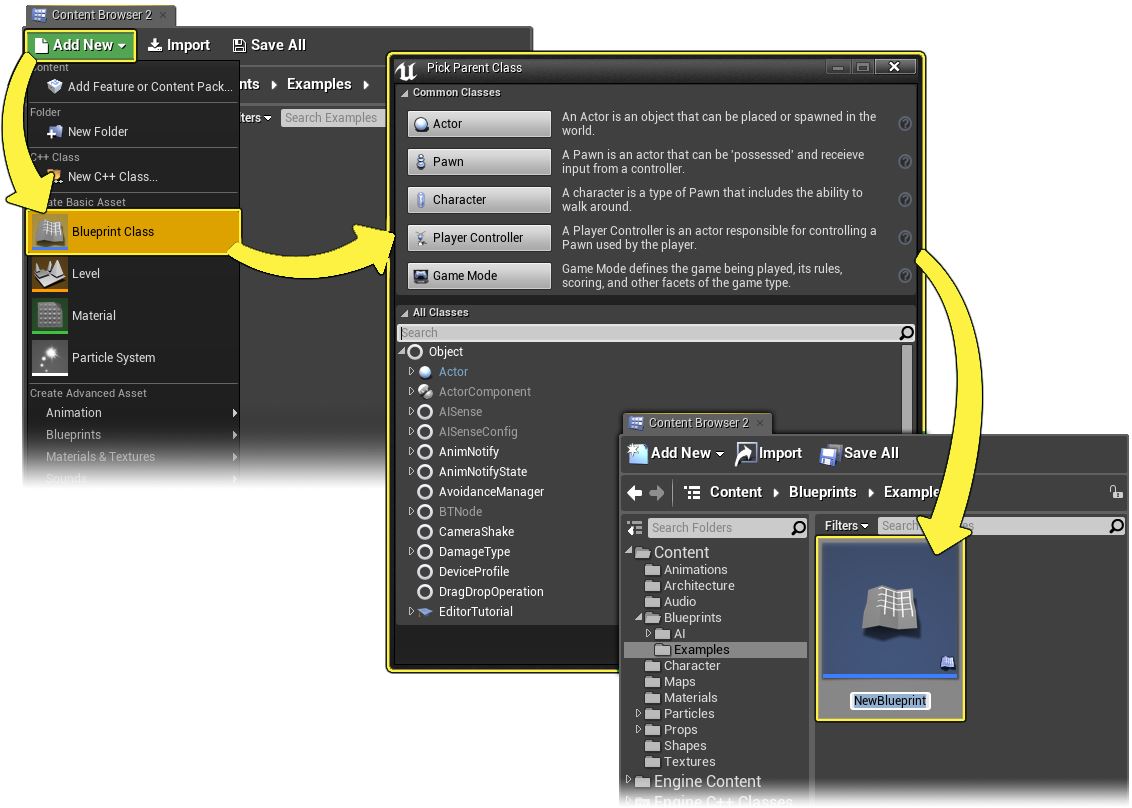 Content Browser 2
Add New
Import
Save All
Content
Add Feature or Content Pack...
nts
Examples
Folder
lters
Search Examples
New Folder
C++ Class
New C++ Class...
ate Basic Asset
Blueprint Class
Level
Material
Particle System
Create Advanced Asset
Animation
Blueprints
Materials & Textures
Sounds
Pick Parent Class
Common Classes
Actor
An Actor is an object that can be placed or spawned in the
world.
Pawn
A Pawn is an actor that can be 'possessed' and receieve
input from a controller.
Character
A character is a type of Pawn that includes the ability to
walk around.
Player Controller
A Player Controller is an actor responsible for controlling a
Pawn used by the player.
Game Mode
Game Mode defines the game being played, its rules,
scoring, and other facets of the game type.
All Classes
Search
Object
Actor
ActorComponent
AISense
AISenseConfig
AnimNotify
AnimNotifyState
AvoidanceManager
BTNode
CameraShake
DamageType
DeviceProfile
DragDropOperation
EditorTutorial
Content Browser 2
Add New
Import
Save All
Content
Blueprints
Example
Search Folders
Filters
Search
es
Content
Animations
Architecture
Audio
Blueprints
AI
Examples
Character
Maps
Materials
Particles
Props
Shapes
Textures
Engine Content
Engine C++ Classes
NewBlueprint